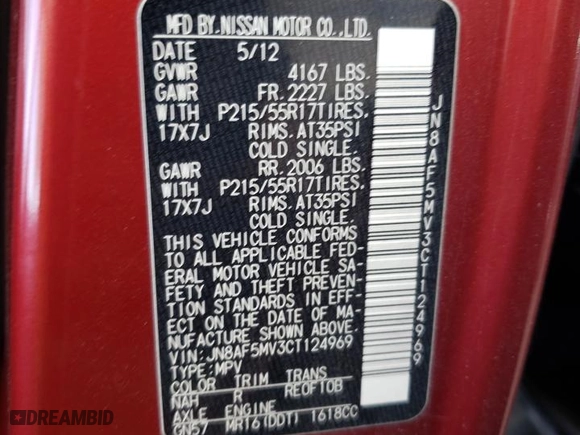 MFD BY.NISSAN MOTOR CO.,LTD.
DATE 5/12
GVWR 4167 LBS.
GAWR FR. 2227 LBS.
WITH P215/55R17TIRES.
17X7J RIMS. AT35PSI
COLD SINGLE.
GAWR RR. 2006 LBS.
WITH P215/55R17TIRES.
17X7J RIMS. AT35PSI
COLD SINGLE.
THIS VEHICLE CONFORMS
TO ALL APPLICABLE FED-
ERAL MOTOR VEHICLE SA-
FETY AND THEFT PREVEN-
TION STANDARDS IN EFF-
ECT ON THE DATE OF MA-
NUFACTURE SHOWN ABOVE.
VIN: JN8AF5MV3CT124969
TYPE: MPV
COLOR TRIM TRANS
NAH R REOF10B
AXLE ENGINE
GN57 MR16(DDT) 1618CC
JN8AF5MV3CT124969
DREAMBID